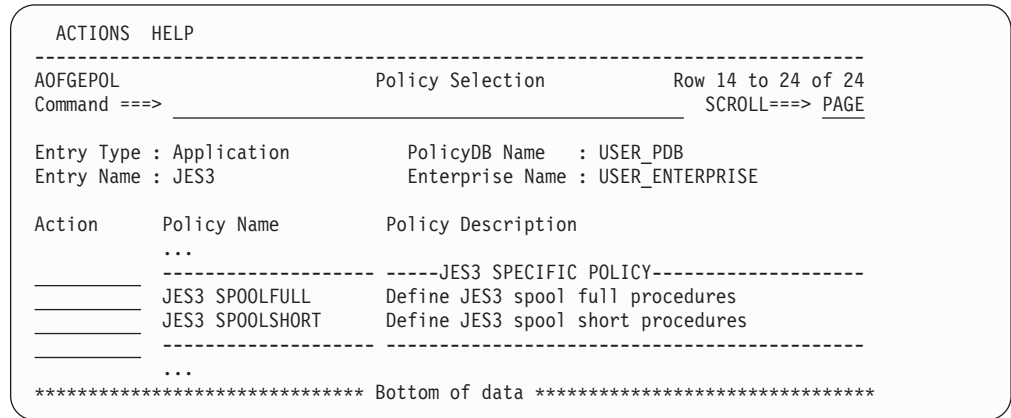 ACTIONS HELP
--------------------------------------------------------------------------------
AOFGEPOL Policy Selection Row 14 to 24 of 24
Command ===> SCROLL===> PAGE
Entry Type : Application PolicyDB Name : USER_PDB
Entry Name : JES3 Enterprise Name : USER_ENTERPRISE
Action Policy Name Policy Description
...
-------------------- -----JES3 SPECIFIC POLICY--------------------
JES3 SPOOLFULL Define JES3 spool full procedures
JES3 SPOOLSHORT Define JES3 spool short procedures
-------------------- ---------------------------------------------
...
******************************* Bottom of data ********************************